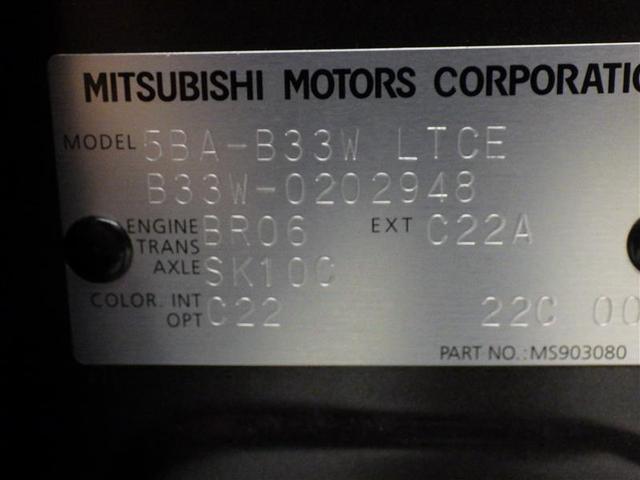 MITSUBISHI MOTORS CORPORATIO
MODEL 5BA-B33W LTCE
B33W-0202948
ENGINE BR06 EXT C22A
TRANS
AXLE SK10C
COLOR. INT C22 22C 00
OPT
PART NO.: MS903080